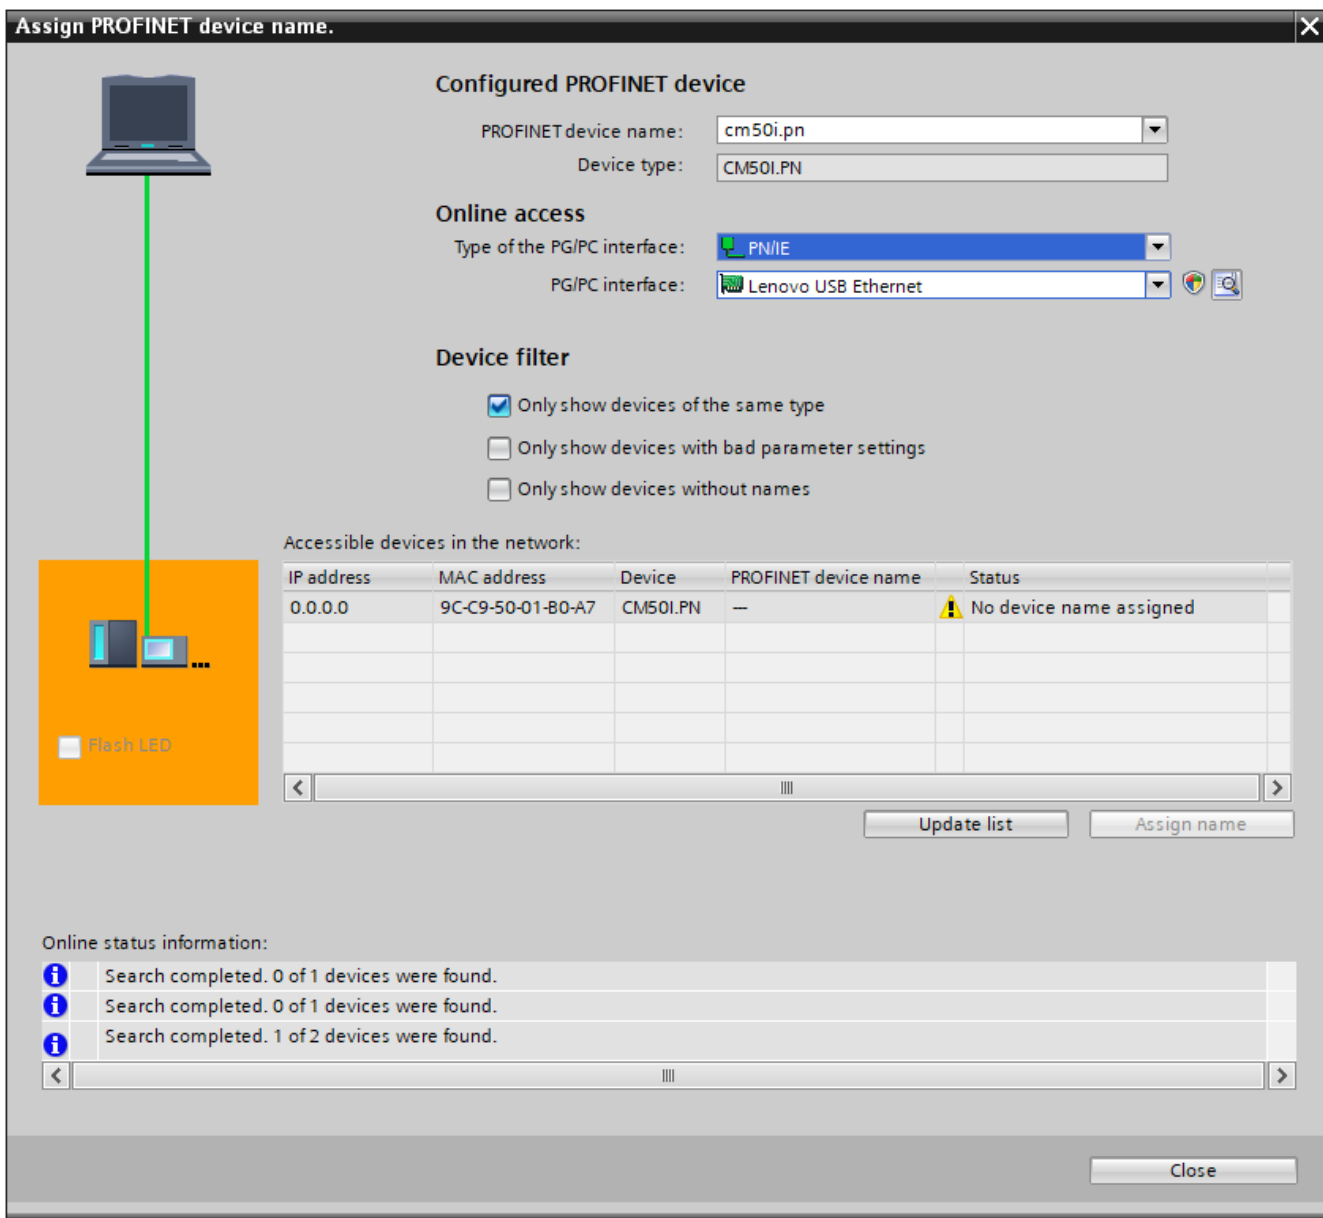 Assign PROFINET device name.
Configured PROFINET device
PROFINET device name: cm50i.pn
Device type: CM50I.PN
Online access
Type of the PG/PC interface: PN/IE
PG/PC interface: Lenovo USB Ethernet
Device filter
Only show devices of the same type
Only show devices with bad parameter settings
Only show devices without names
Accessible devices in the network:
IP address MAC address Device PROFINET device name Status
0.0.0.0 9C-C9-50-01-B0-A7 CM50I.PN — No device name assigned
Flash LED
Update list Assign name
Online status information:
Search completed. 0 of 1 devices were found.
Search completed. 0 of 1 devices were found.
Search completed. 1 of 2 devices were found.
Close